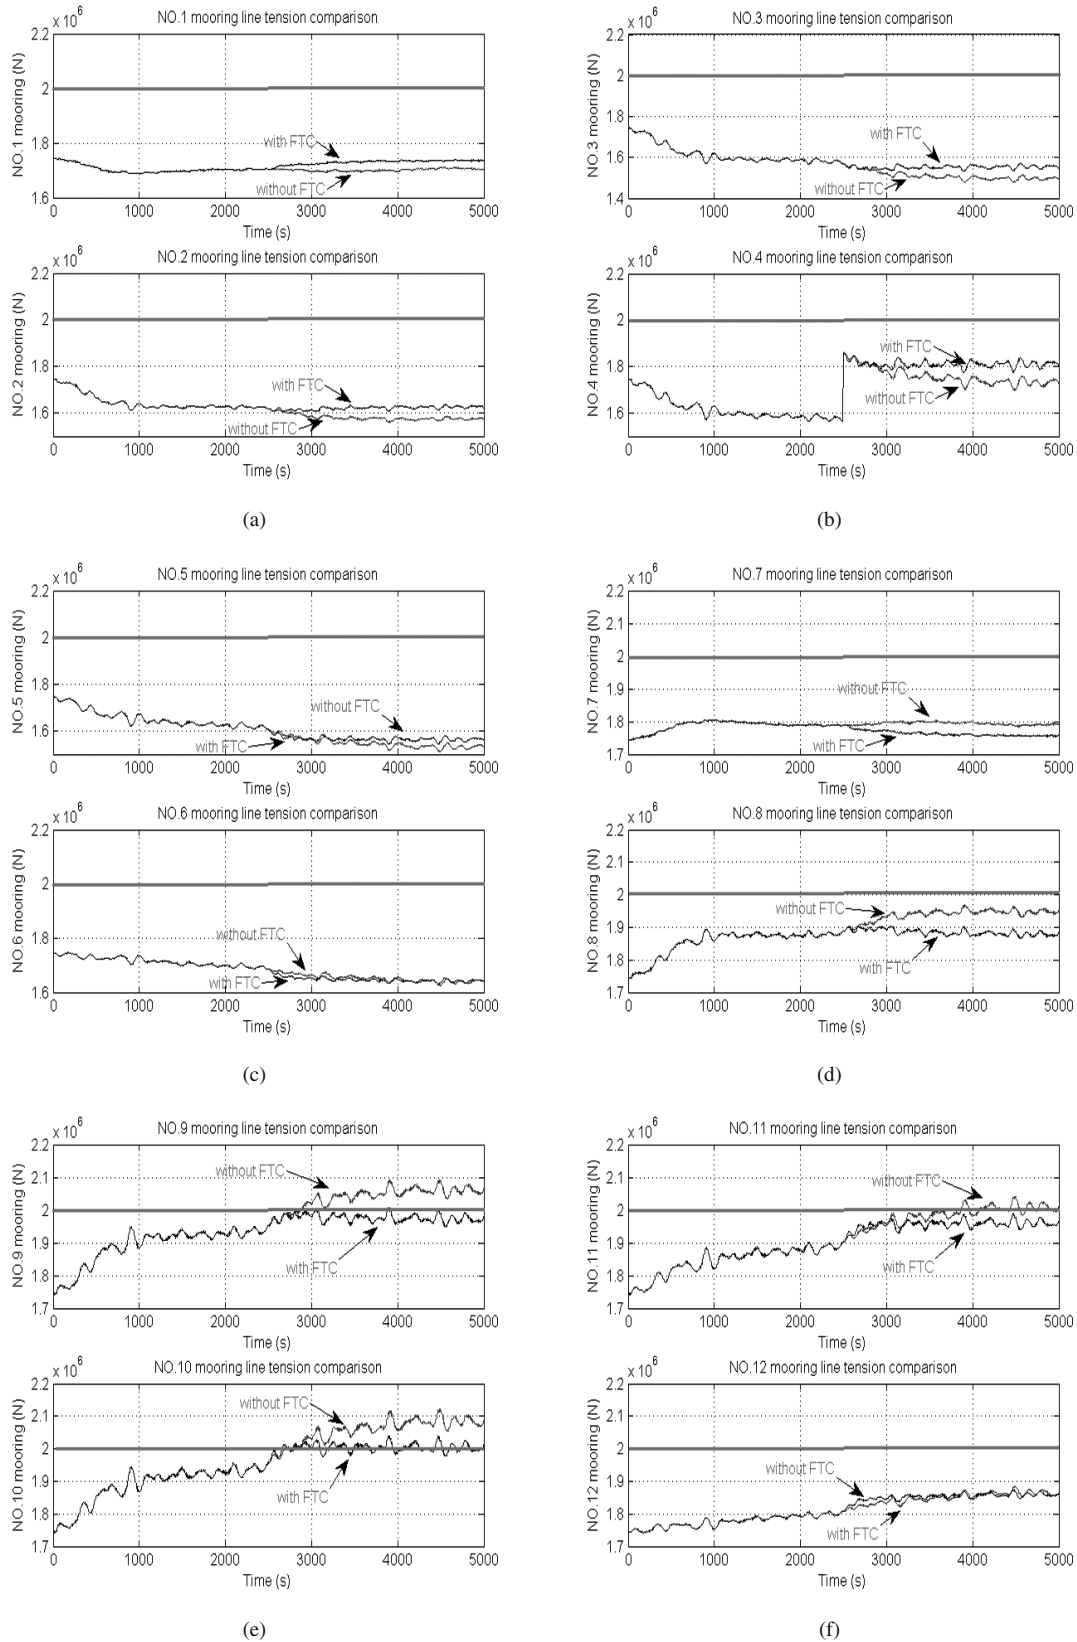 NO.1 mooring line tension comparison
x 10^6
2.2
2
1.8
1.6
NO.1 mooring (N)
with FTC
without FTC
0 1000 2000 3000 4000 5000
Time (s)
NO.2 mooring line tension comparison
x 10^6
2.2
2
1.8
1.6
NO.2 mooring (N)
with FTC
without FTC
0 1000 2000 3000 4000 5000
Time (s)
(a)
NO.3 mooring line tension comparison
x 10^6
2.2
2
1.8
1.6
1.4
NO.3 mooring (N)
with FTC
without FTC
0 1000 2000 3000 4000 5000
Time (s)
NO.4 mooring line tension comparison
x 10^6
2.2
2
1.8
1.6
NO.4 mooring (N)
with FTC
without FTC
0 1000 2000 3000 4000 5000
Time (s)
(b)
NO.5 mooring line tension comparison
x 10^6
2.2
2
1.8
1.6
NO.5 mooring (N)
without FTC
with FTC
0 1000 2000 3000 4000 5000
Time (s)
NO.6 mooring line tension comparison
x 10^6
2.2
2
1.8
1.6
NO.6 mooring (N)
without FTC
with FTC
0 1000 2000 3000 4000 5000
Time (s)
(c)
NO.7 mooring line tension comparison
x 10^6
2.2
2.1
2
1.9
1.8
1.7
NO.7 mooring (N)
without FTC
with FTC
0 1000 2000 3000 4000 5000
Time (s)
NO.8 mooring line tension comparison
x 10^6
2.2
2.1
2
1.9
1.8
1.7
NO.8 mooring (N)
without FTC
with FTC
0 1000 2000 3000 4000 5000
Time (s)
(d)
NO.9 mooring line tension comparison
x 10^6
2.2
2.1
2
1.9
1.8
1.7
NO.9 mooring (N)
without FTC
with FTC
0 1000 2000 3000 4000 5000
Time (s)
NO.10 mooring line tension comparison
x 10^6
2.2
2.1
2
1.9
1.8
1.7
NO.10 mooring (N)
without FTC
with FTC
0 1000 2000 3000 4000 5000
Time (s)
(e)
NO.11 mooring line tension comparison
x 10^6
2.2
2.1
2
1.9
1.8
1.7
NO.11 mooring (N)
without FTC
with FTC
0 1000 2000 3000 4000 5000
Time (s)
NO.12 mooring line tension comparison
x 10^6
2.2
2.1
2
1.9
1.8
1.7
NO.12 mooring (N)
without FTC
with FTC
0 1000 2000 3000 4000 5000
Time (s)
(f)